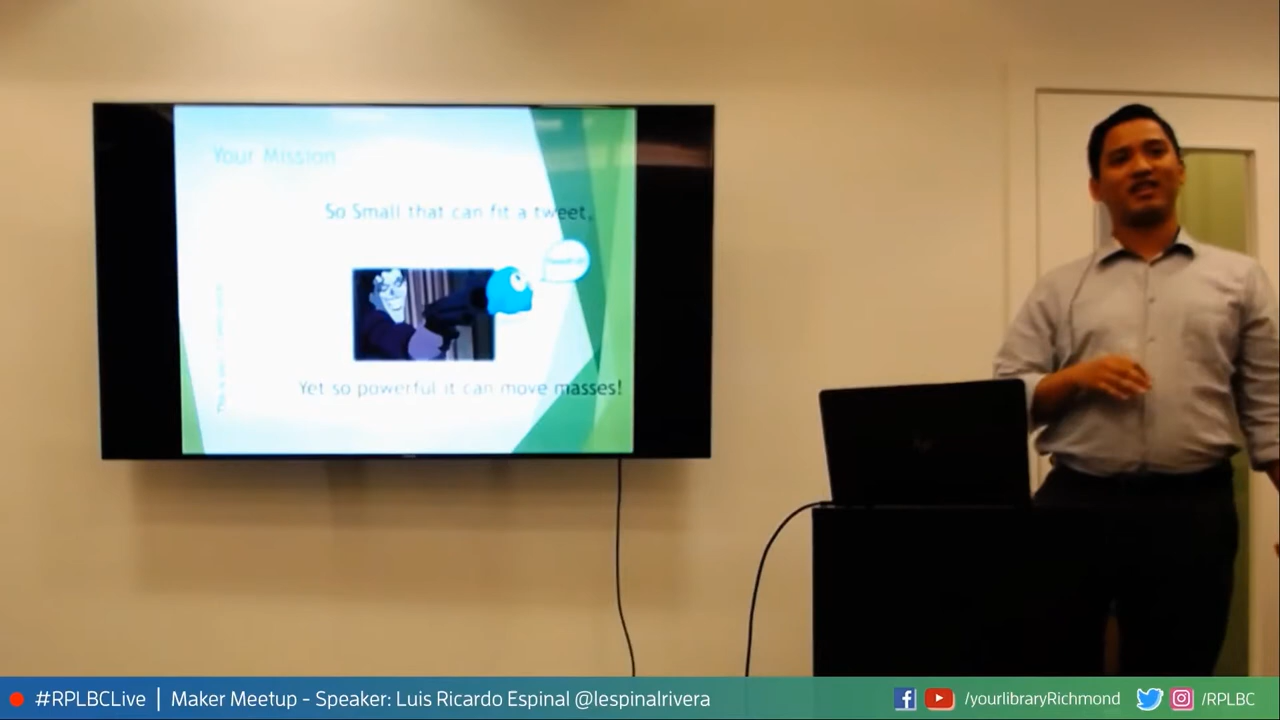 Your Mission
So Small that can fit a tweet,
Yet so powerful it can move masses!
#RPLBCLive | Maker Meetup - Speaker: Luis Ricardo Espinal @lespinalrivera
/yourlibraryRichmond
/RPLBC